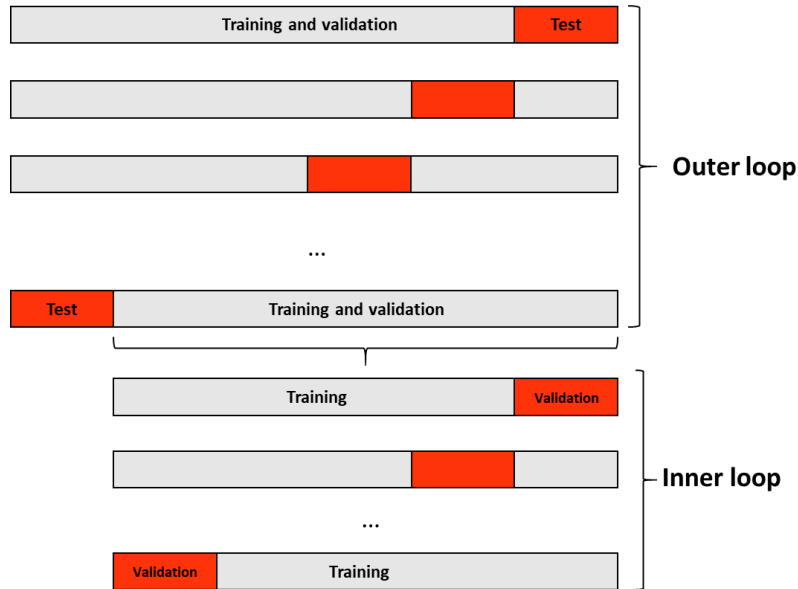 Training and validation
Test
Outer loop
...
Test
Training and validation
Training
Validation
Inner loop
...
Validation
Training